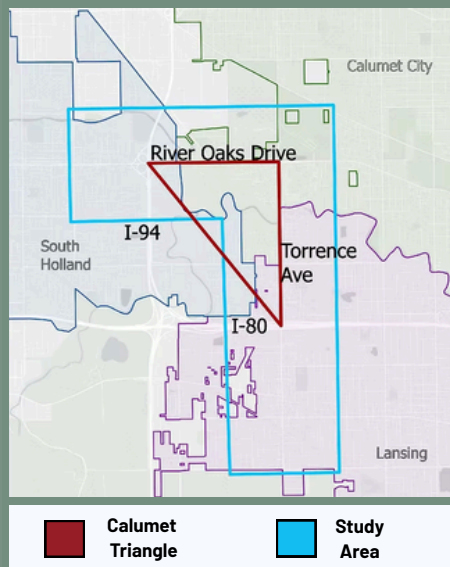 Calumet City
River Oaks Drive
I-94
South
Holland
Torrence
Ave
I-80
Lansing
Calumet
Triangle
Study
Area